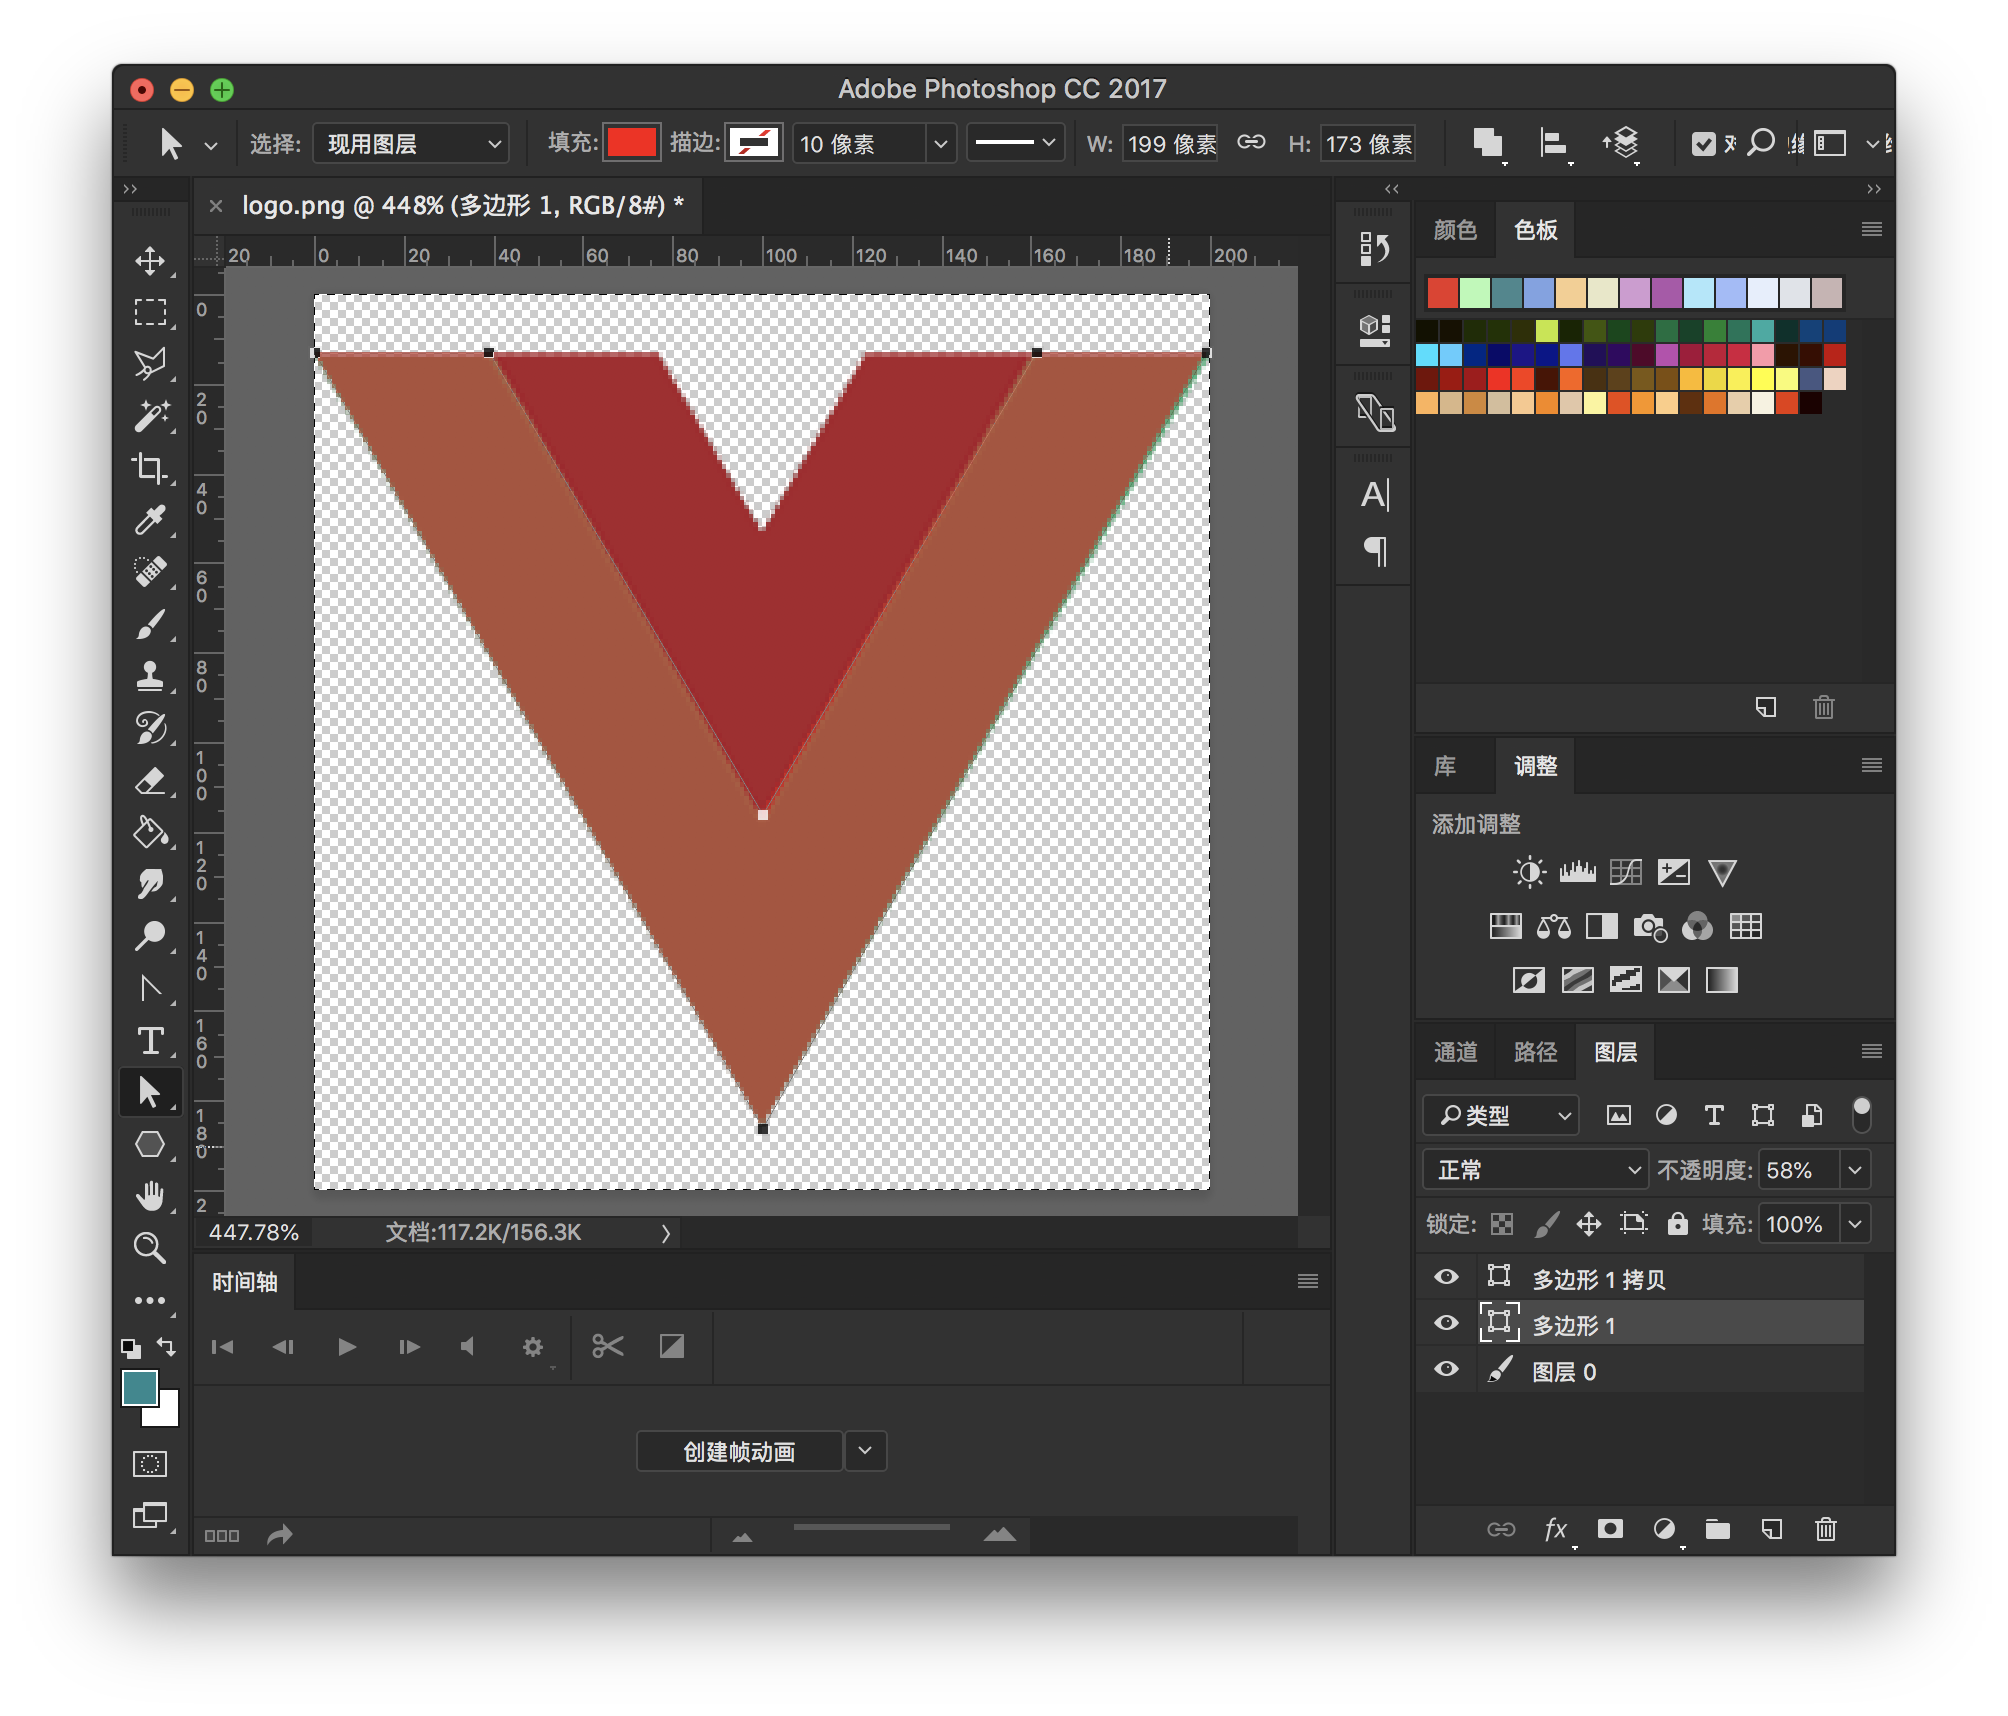 Adobe Photoshop CC 2017
选择: 现用图层 填充: 描边: 10 像素 W: 199 像素 H: 173 像素
logo.png @ 448% (多边形 1, RGB/8#) *
20 0 20 40 60 80 100 120 140 160 180 200
0
20
40
60
80
100
120
140
160
180
2
447.78% 文档:117.2K/156.3K
时间轴
创建帧动画
颜色 色板
库 调整
添加调整
通道 路径 图层
类型
正常 不透明度: 58%
锁定: 填充: 100%
多边形 1 拷贝
多边形 1
图层 0
fx